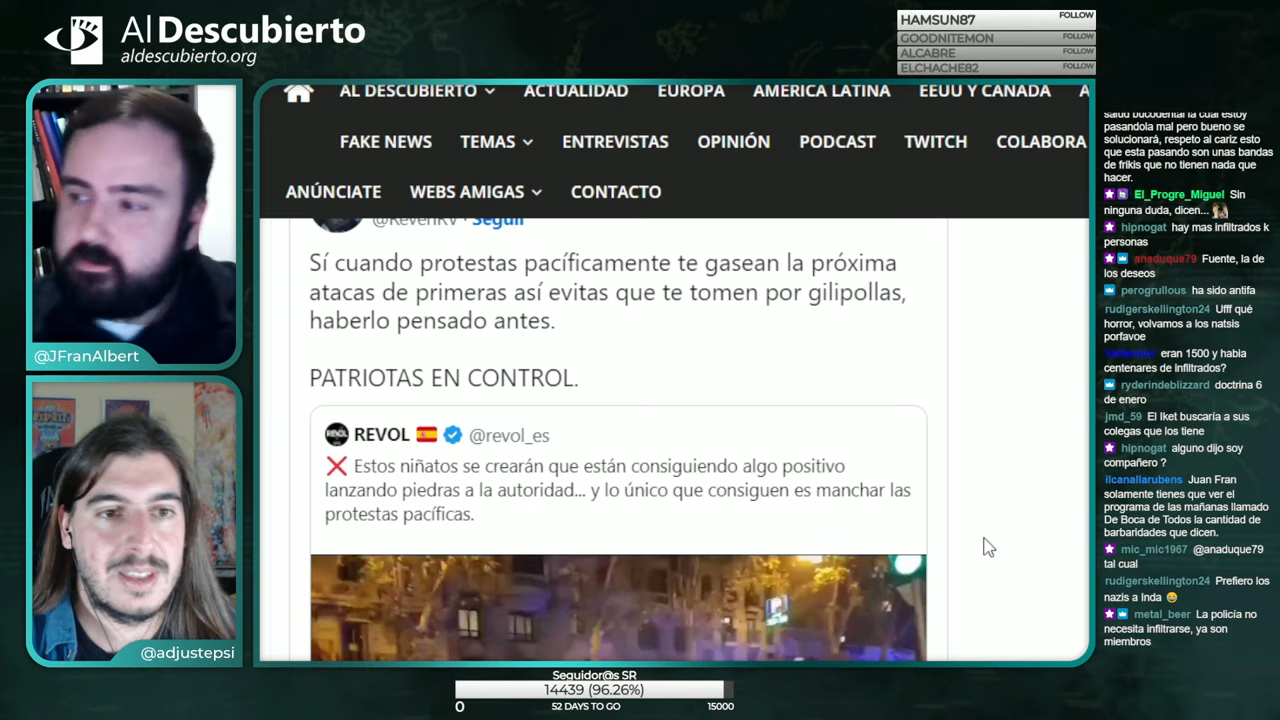 Al Descubierto
aldescubierto.org
HAMSUN87 FOLLOW
GOODNITEMON FOLLOW
ALCABRE FOLLOW
ELCHACHE82 FOLLOW
AL DESCUBIERTO ACTUALIDAD EUROPA AMÉRICA LATINA EEUU Y CANADA A
FAKE NEWS TEMAS ENTREVISTAS OPINIÓN PODCAST TWITCH COLABORA
ANÚNCIATE WEBS AMIGAS CONTACTO
@RevenRV · Seguir
Sí cuando protestas pacíficamente te gasean la próxima
atacas de primeras así evitas que te tomen por gilipollas,
haberlo pensado antes.
PATRIOTAS EN CONTROL.
REVOL @revol_es
Estos niñatos se crearán que están consiguiendo algo positivo
lanzando piedras a la autoridad... y lo único que consiguen es manchar las
protestas pacíficas.
@JFranAlbert
@adjustepsi
salud bucodental la cual estoy
pasandola mal pero bueno se
solucionará, respeto al cariz esto
que esta pasando son unas bandas
de frikis que no tienen nada que
hacer.
El_Progre_Miguel Sin
ninguna duda, dicen...
hipnogat hay mas infiltrados k
personas
anaduque79 Fuente, la de
los deseos
perogrullous ha sido antifa
rudigerskellington24 Ufff qué
horror, volvamos a los natsis
porfavoe
eran 1500 y habia
centenares de infiltrados?
ryderindeblizzard doctrina 6
de enero
jmd_59 El Iket buscaría a sus
colegas que los tiene
hipnogat alguno dijo soy
compañero ?
ilcanallarubens Juan Fran
solamente tienes que ver el
programa de las mañanas llamado
De Boca de Todos la cantidad de
barbaridades que dicen.
mic_mic1967 @anaduque79
tal cual
rudigerskellington24 Prefiero los
nazis a Inda
metal_beer La policía no
necesita infiltrarse, ya son
miembros
Seguidor@s SR
14439 (96.26%)
0 52 DAYS TO GO 15000